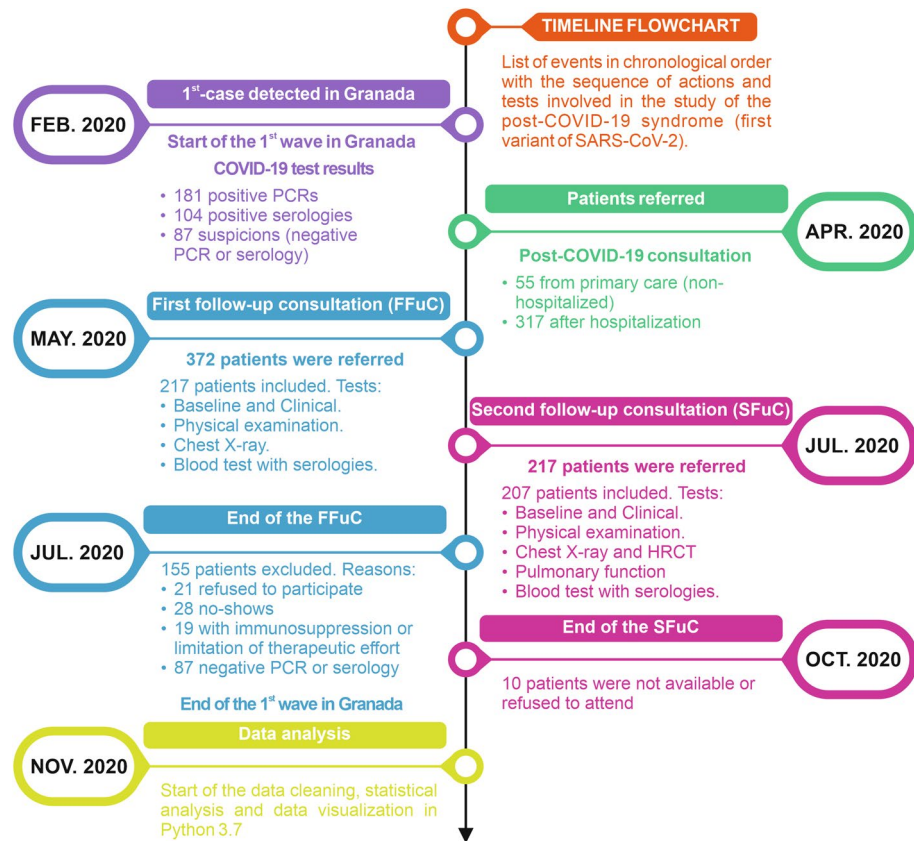 TIMELINE FLOWCHART
List of events in chronological order
with the sequence of actions and
tests involved in the study of the
post-COVID-19 syndrome (first
variant of SARS-CoV-2).
FEB. 2020
1st-case detected in Granada
Start of the 1st wave in Granada
COVID-19 test results
• 181 positive PCRs
• 104 positive serologies
• 87 suspicions (negative
PCR or serology)
Patients referred
APR. 2020
Post-COVID-19 consultation
• 55 from primary care (non-
hospitalized)
• 317 after hospitalization
MAY. 2020
First follow-up consultation (FFuC)
372 patients were referred
217 patients included. Tests:
• Baseline and Clinical.
• Physical examination.
• Chest X-ray.
• Blood test with serologies.
Second follow-up consultation (SFuC)
JUL. 2020
217 patients were referred
207 patients included. Tests:
• Baseline and Clinical.
• Physical examination.
• Chest X-ray and HRCT
• Pulmonary function
• Blood test with serologies.
JUL. 2020
End of the FFuC
155 patients excluded. Reasons:
• 21 refused to participate
• 28 no-shows
• 19 with immunosuppression or
limitation of therapeutic effort
• 87 negative PCR or serology
End of the 1st wave in Granada
End of the SFuC
OCT. 2020
10 patients were not available or
refused to attend
NOV. 2020
Data analysis
Start of the data cleaning, statistical
analysis and data visualization in
Python 3.7